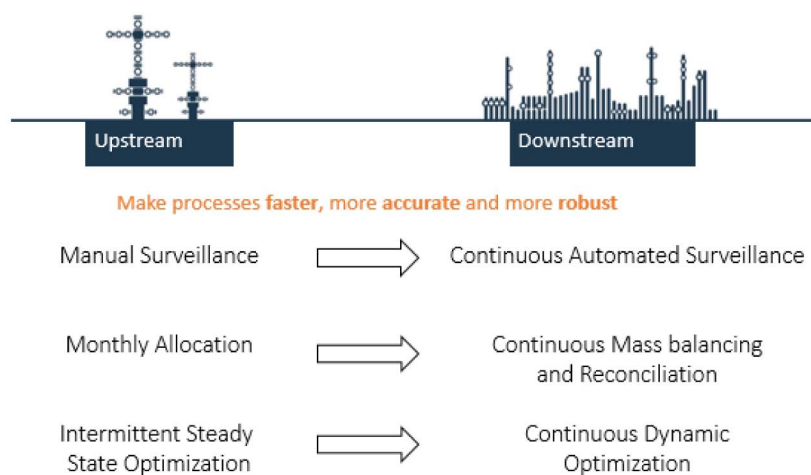 Upstream
Downstream
Make processes faster, more accurate and more robust
Manual Surveillance
Continuous Automated Surveillance
Monthly Allocation
Continuous Mass balancing
and Reconciliation
Intermittent Steady
State Optimization
Continuous Dynamic
Optimization